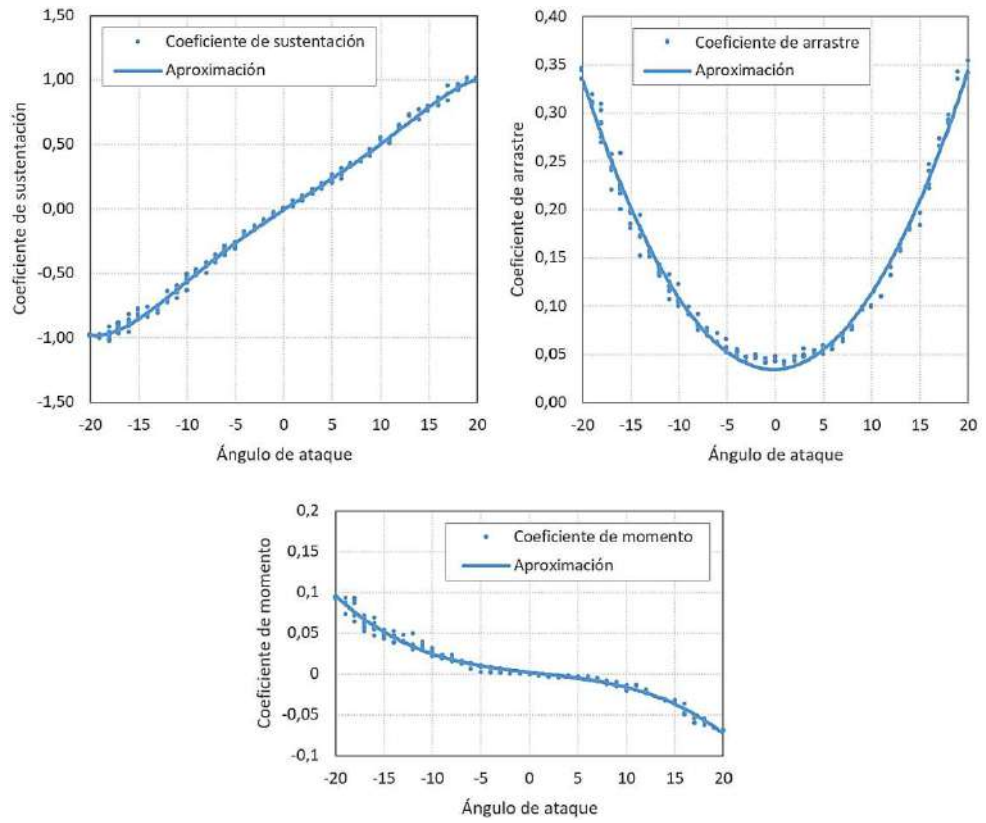 1,50
1,00
0,50
0,00
-0,50
-1,00
-1,50
Coeficiente de sustentación
Coeficiente de sustentación
Aproximación
-20 -15 -10 -5 0 5 10 15 20
Ángulo de ataque
0,40
0,35
0,30
0,25
0,20
0,15
0,10
0,05
0,00
Coeficiente de arrastre
Coeficiente de arrastre
Aproximación
-20 -15 -10 -5 0 5 10 15 20
Ángulo de ataque
0,2
0,15
0,1
0,05
0
-0,05
-0,1
Coeficiente de momento
Coeficiente de momento
Aproximación
-20 -15 -10 -5 0 5 10 15 20
Ángulo de ataque